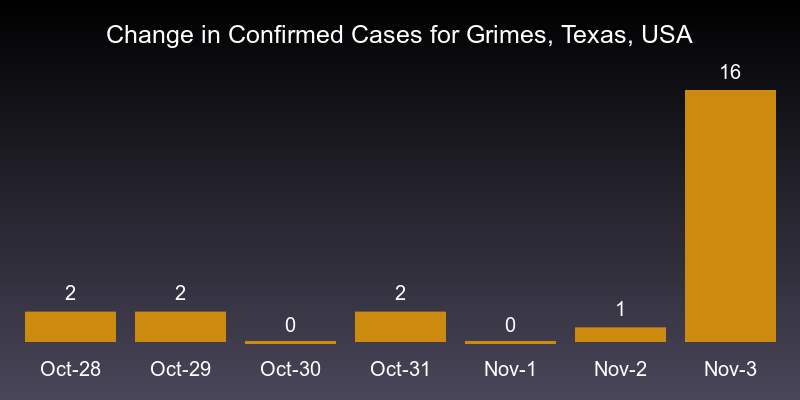 Change in Confirmed Cases for Grimes, Texas, USA
16
2 2 0 2 0 1
Oct-28 Oct-29 Oct-30 Oct-31 Nov-1 Nov-2 Nov-3